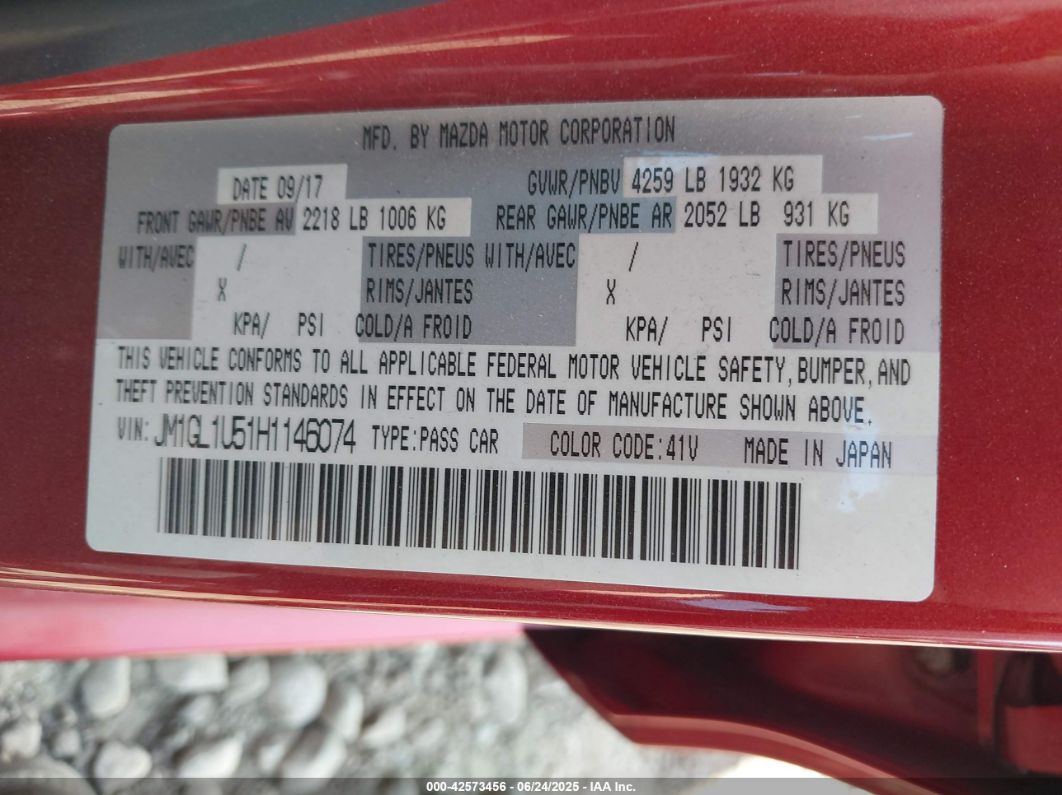 MFD. BY MAZDA MOTOR CORPORATION
DATE 09/17 GVWR/PNBV 4259 LB 1932 KG
FRONT GAWR/PNBE AV 2218 LB 1006 KG REAR GAWR/PNBE AR 2052 LB 931 KG
WITH/AVEC / TIRES/PNEUS WITH/AVEC / TIRES/PNEUS
X RIMS/JANTES X RIMS/JANTES
KPA/ PSI COLD/A FROID KPA/ PSI COLD/A FROID
THIS VEHICLE CONFORMS TO ALL APPLICABLE FEDERAL MOTOR VEHICLE SAFETY, BUMPER, AND
THEFT PREVENTION STANDARDS IN EFFECT ON THE DATE OF MANUFACTURE SHOWN ABOVE.
VIN: JM1GL1U51H1146074 TYPE:PASS CAR COLOR CODE:41V MADE IN JAPAN
000-42573456 - 06/24/2025 - IAA Inc.